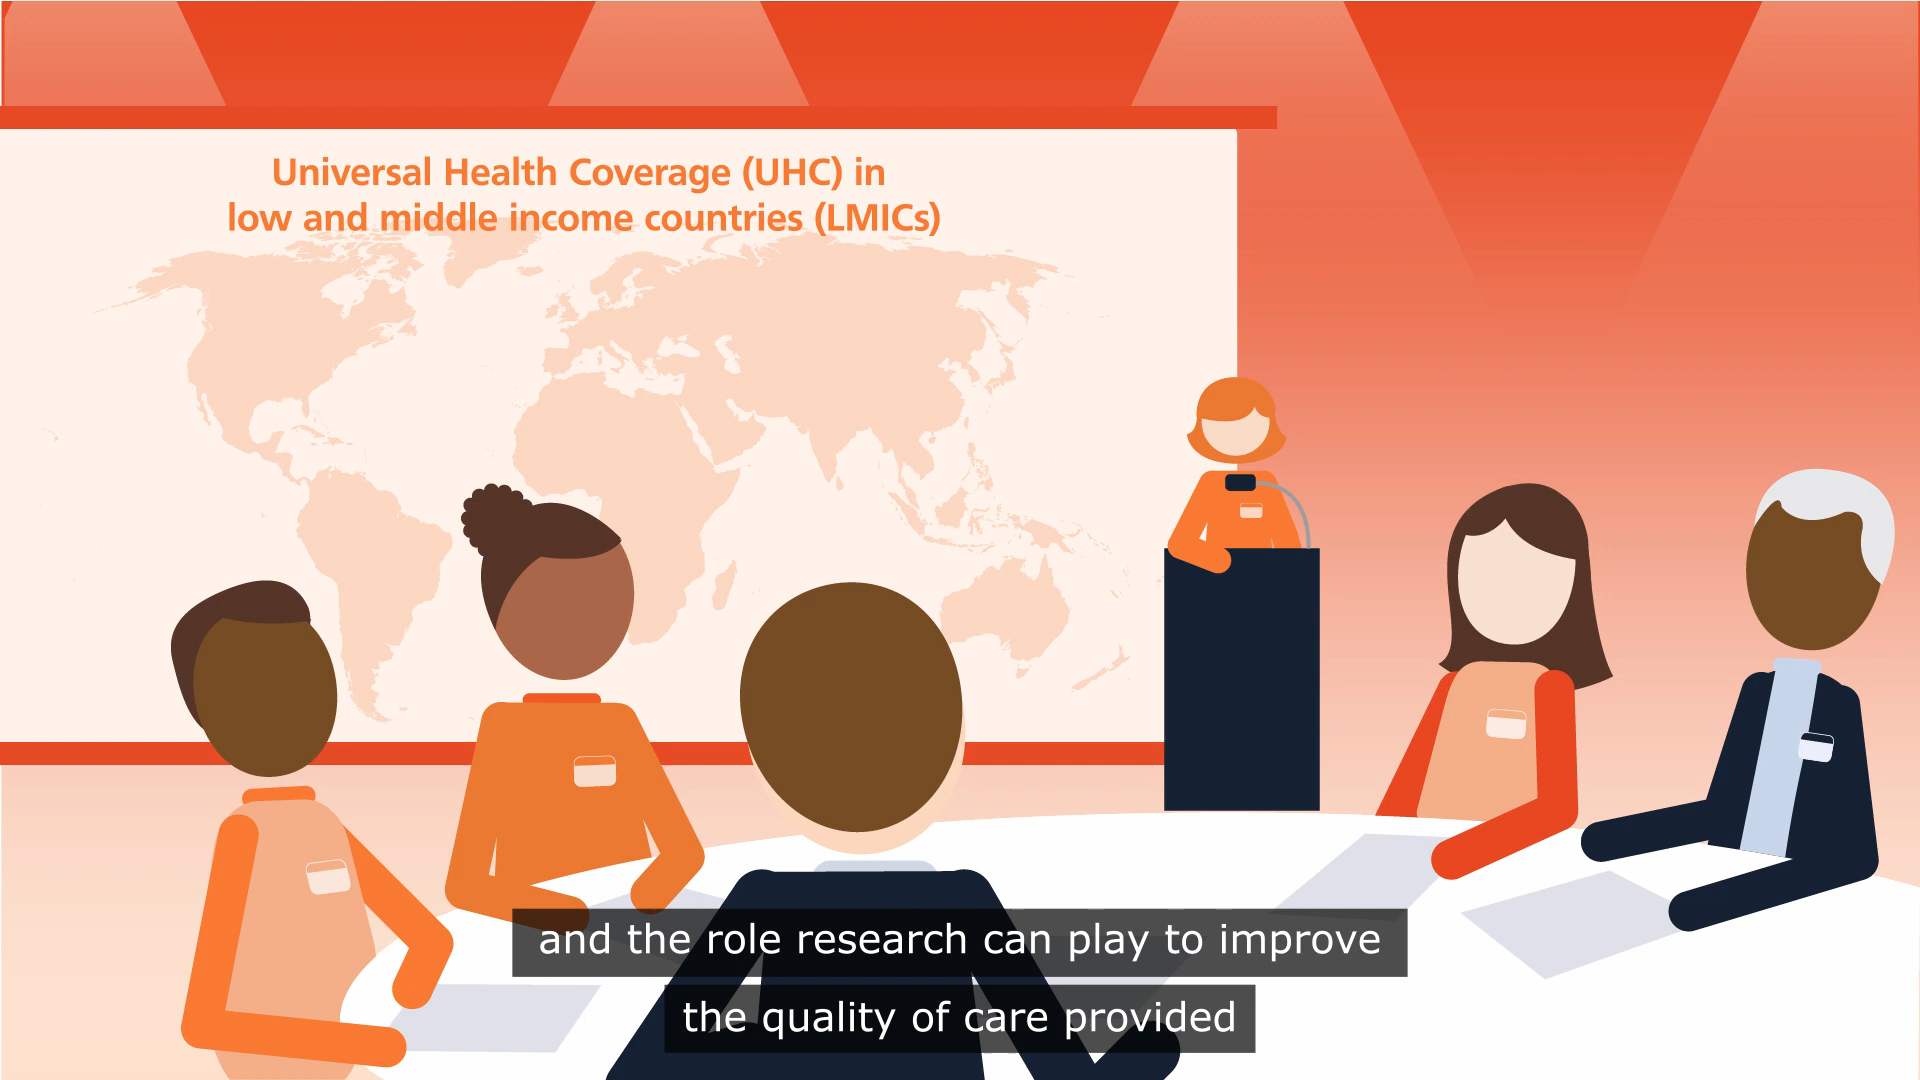 Universal Health Coverage (UHC) in
low and middle income countries (LMICs)
and the role research can play to improve
the quality of care provided